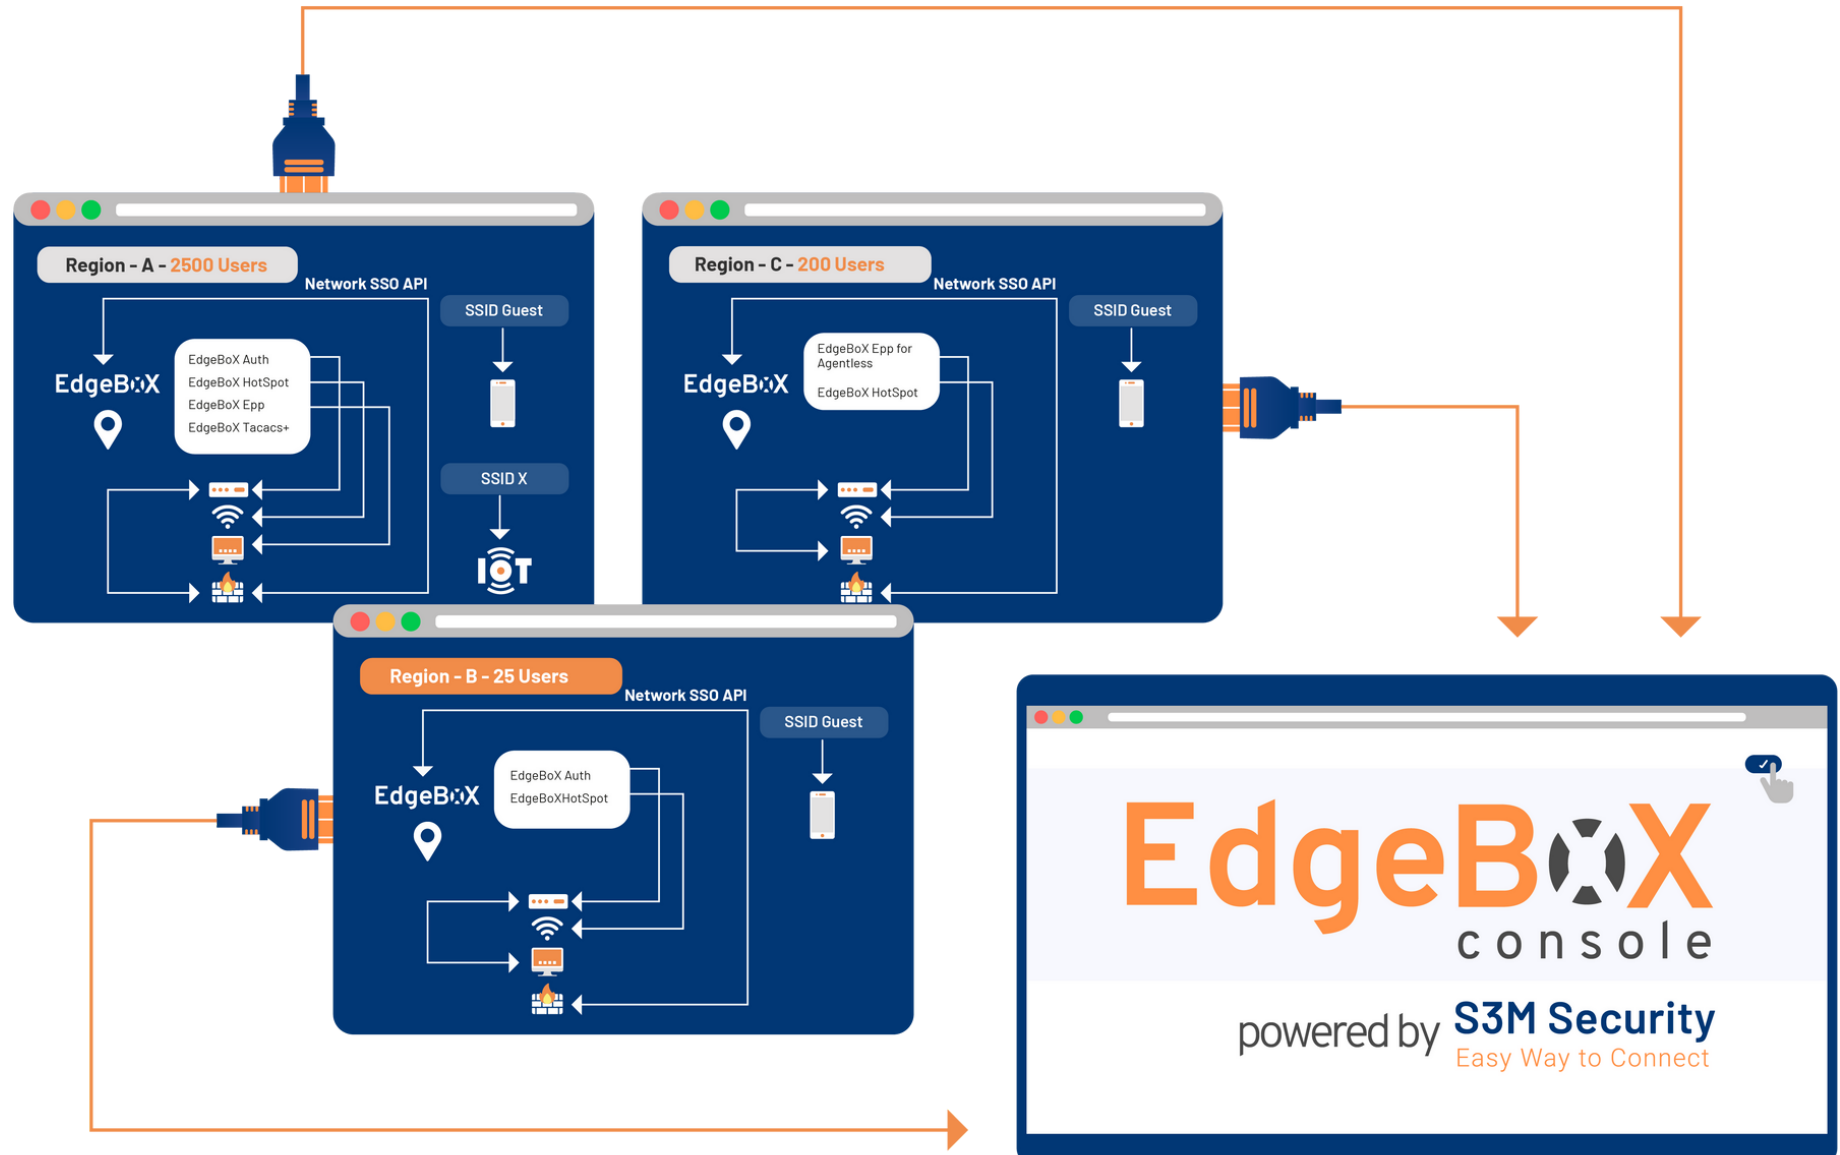 Region - A - 2500 Users
Network SSO API
SSID Guest
EdgeBoX
EdgeBoX Auth
EdgeBoX HotSpot
EdgeBoX Epp
EdgeBoX Tacacs+
SSID X
IOT
Region - C - 200 Users
Network SSO API
SSID Guest
EdgeBoX
EdgeBoX Epp for
Agentless
EdgeBoX HotSpot
Region - B - 25 Users
Network SSO API
SSID Guest
EdgeBoX
EdgeBoX Auth
EdgeBoXHotSpot
EdgeBoX
console
powered by S3M Security
Easy Way to Connect